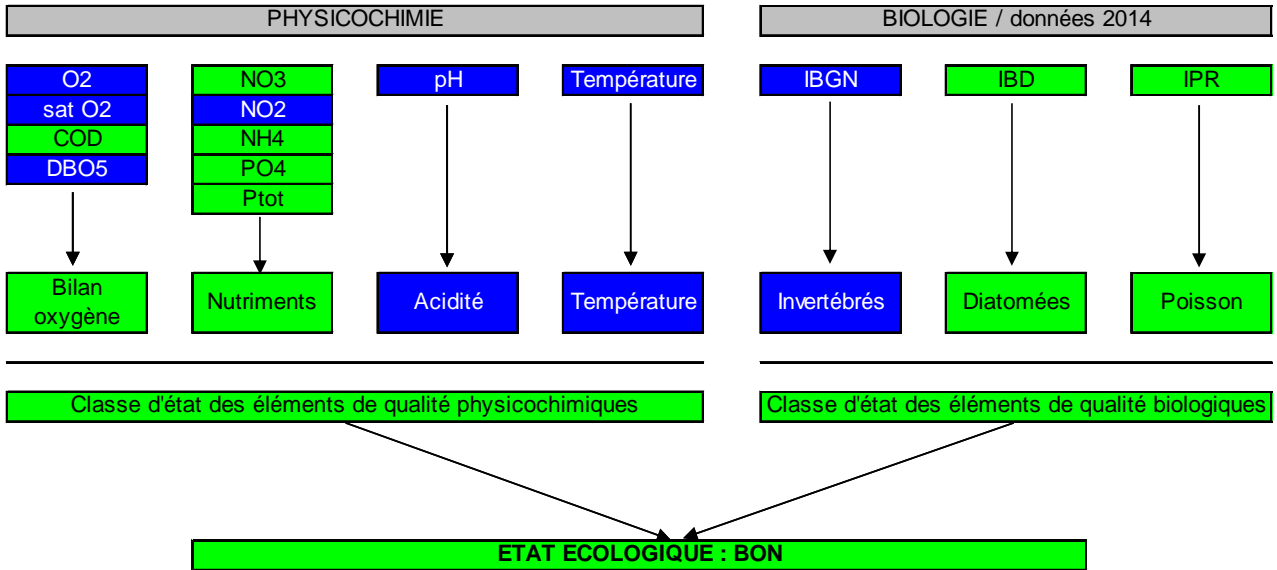 PHYSICOCHIMIE
BIOLOGIE / données 2014
O2
sat O2
COD
DBO5
NO3
NO2
NH4
PO4
Ptot
pH
Température
IBGN
IBD
IPR
Bilan
oxygène
Nutriments
Acidité
Température
Invertébrés
Diatomées
Poisson
Classe d'état des éléments de qualité physicochimiques
Classe d'état des éléments de qualité biologiques
ETAT ECOLOGIQUE : BON